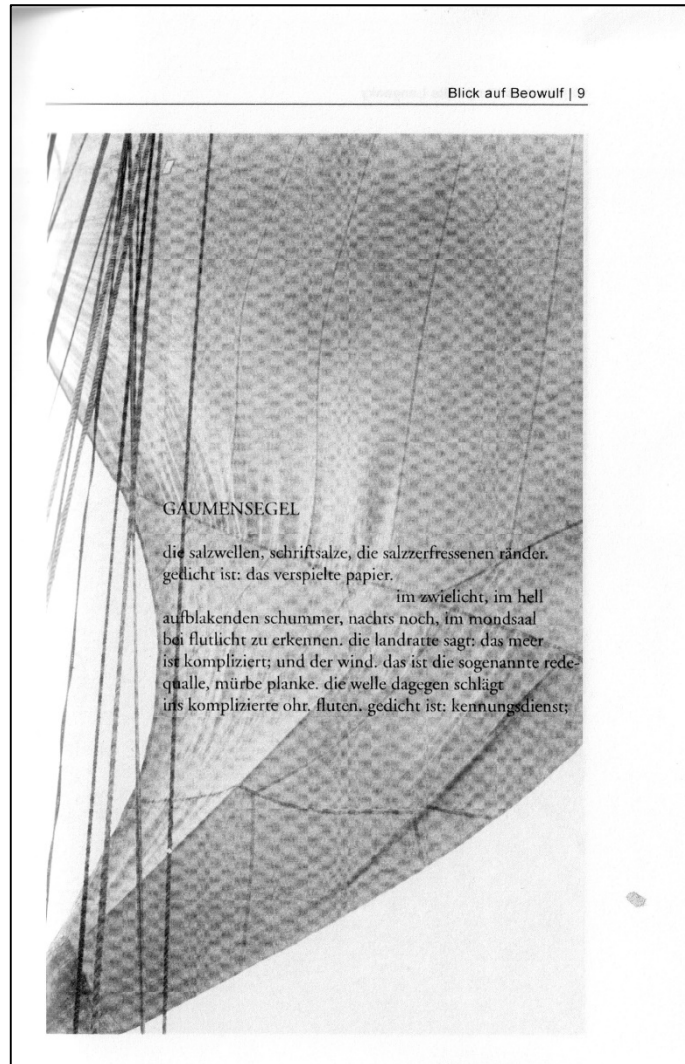 Blick auf Beowulf | 9
GAUMENSEGEL
die salzwellen, schriftsalze, die salzzerfressenen ränder.
gedicht ist: das verspielte papier.
im zwielicht, im hell
aufblakenden schummer, nachts noch, im mondsaal
bei flutlicht zu erkennen. die landratte sagt: das meer
ist kompliziert; und der wind. das ist die sogenannte rede-
qualle, mürbe planke. die welle dagegen schlägt
ins komplizierte ohr. fluten. gedicht ist: kennungsdienst;